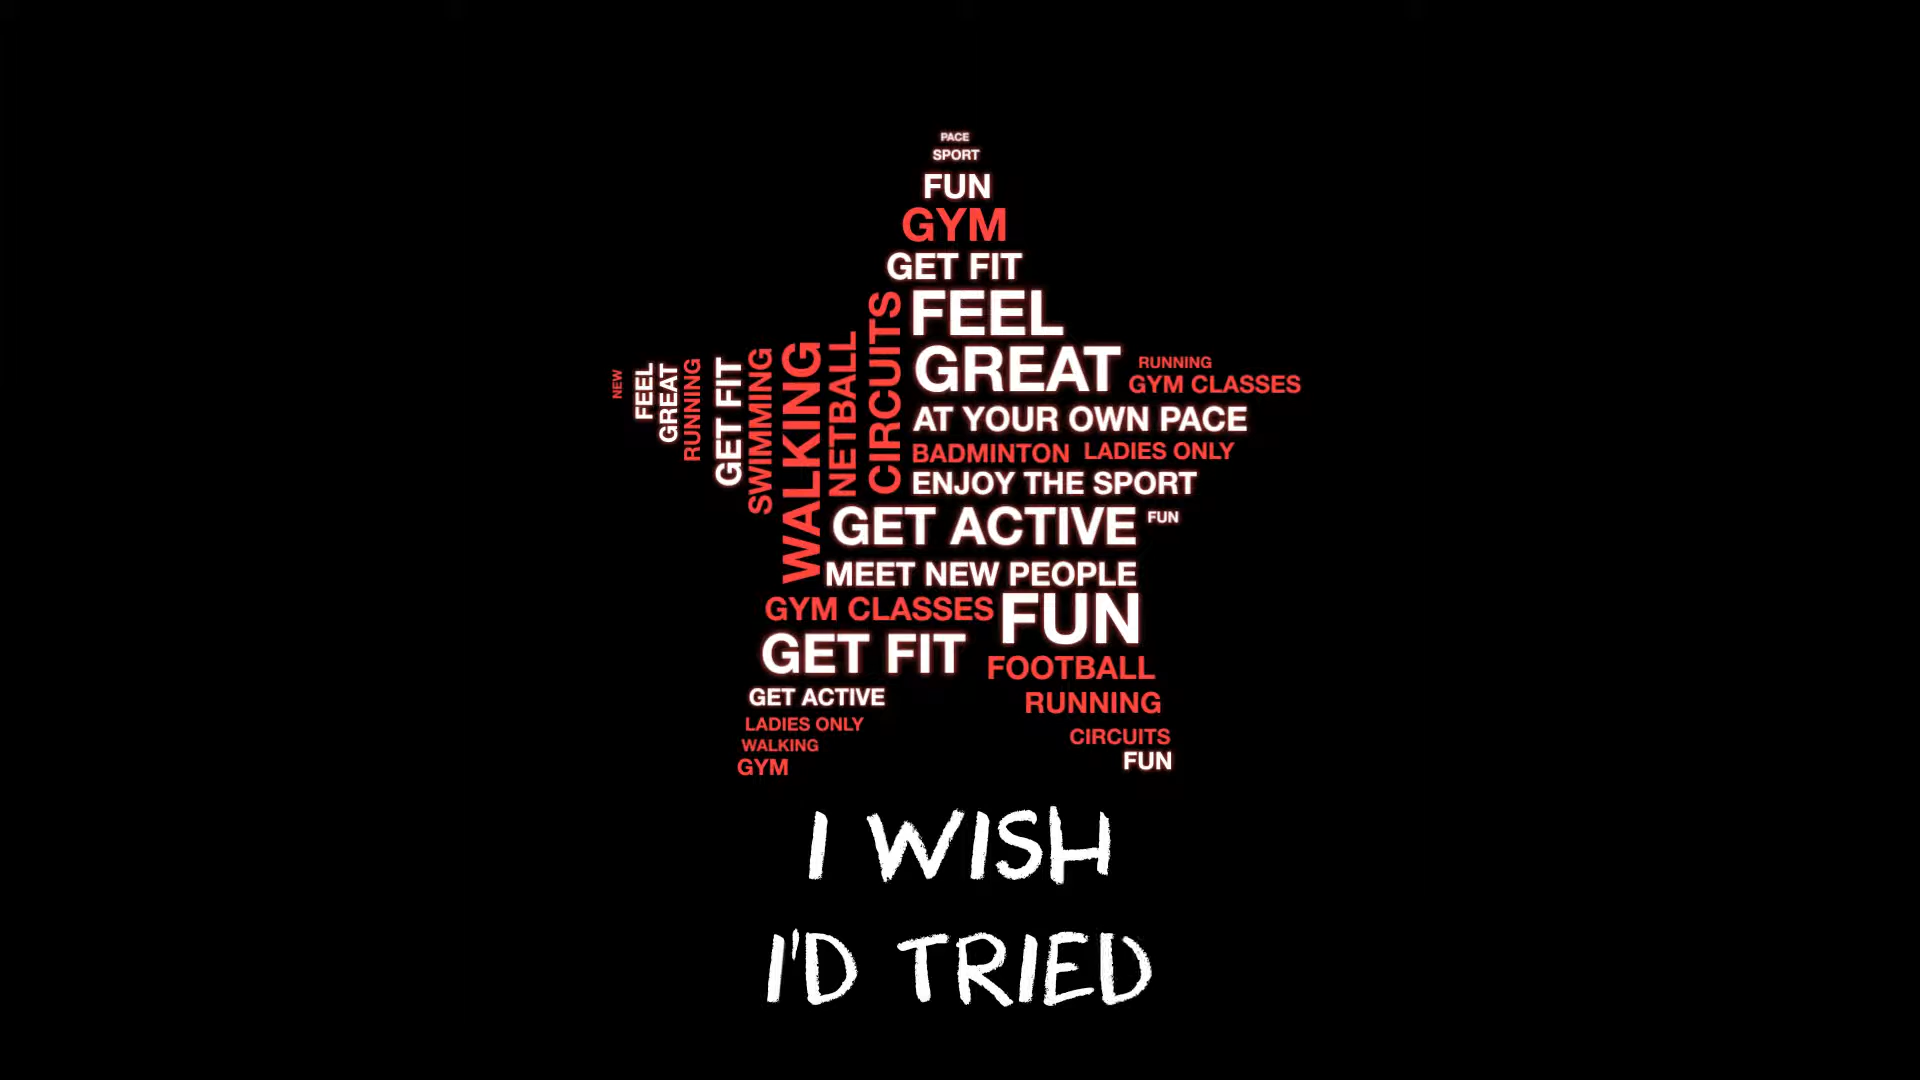 PACE
SPORT
FUN
GYM
GET FIT
FEEL
GREAT
RUNNING
GYM CLASSES
AT YOUR OWN PACE
BADMINTON LADIES ONLY
ENJOY THE SPORT
GET ACTIVE FUN
MEET NEW PEOPLE
NEW
FEEL
GREAT
RUNNING
GET FIT
SWIMMING
WALKING
NETBALL
CIRCUITS
GYM CLASSES
FUN
GET FIT
FOOTBALL
GET ACTIVE
RUNNING
LADIES ONLY
CIRCUITS
WALKING
FUN
GYM
I WISH
I'D TRIED